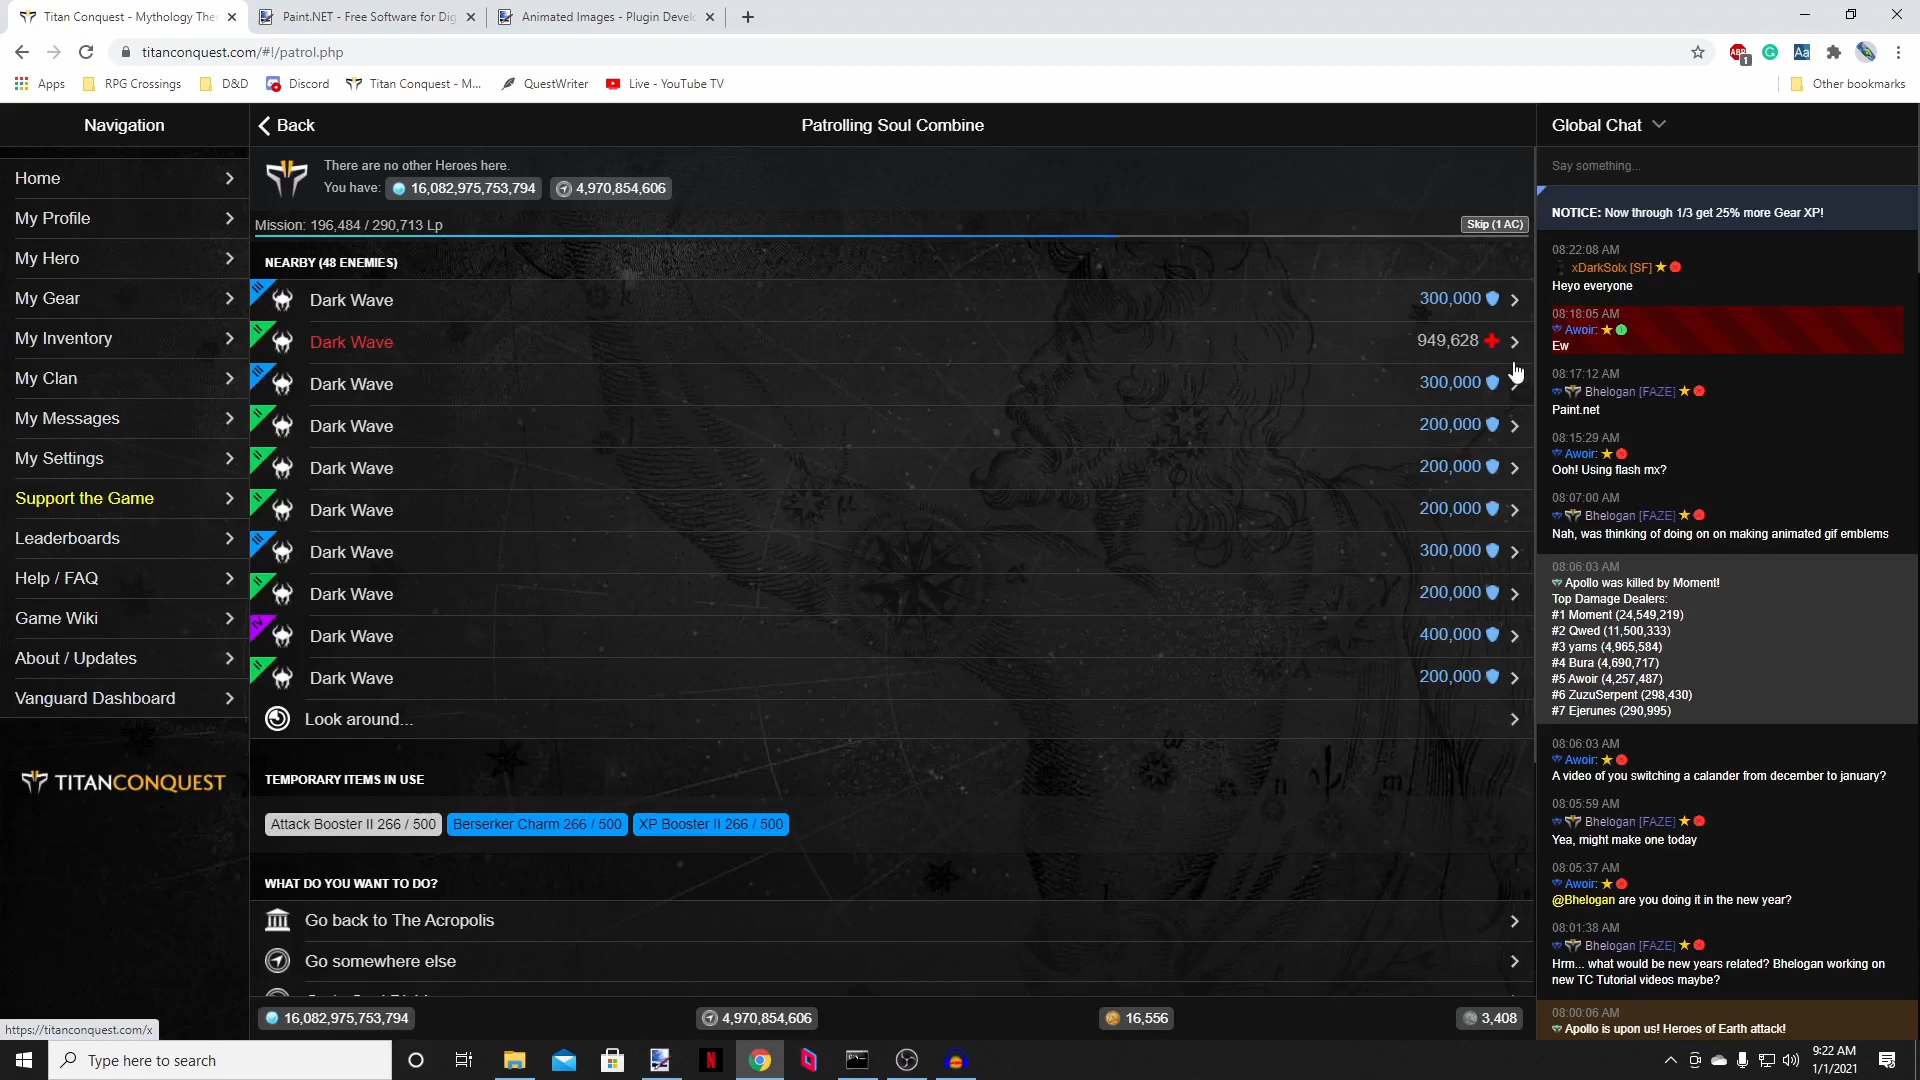 Titan Conquest - Mythology The
Paint.NET - Free Software for Dig
Animated Images - Plugin Devel
titanconquest.com/#!/patrol.php
ABP
1
Apps
RPG Crossings
D&D
Discord
Titan Conquest - M...
QuestWriter
Live - YouTube TV
Other bookmarks
Navigation
Home
My Profile
My Hero
My Gear
My Inventory
My Clan
My Messages
My Settings
Support the Game
Leaderboards
Help / FAQ
Game Wiki
About / Updates
Vanguard Dashboard
TITANCONQUEST
https://titanconquest.com/x
Back
Patrolling Soul Combine
There are no other Heroes here.
You have: 16,082,975,753,794 4,970,854,606
Mission: 196,484 / 290,713 Lp
Skip (1 AC)
NEARBY (48 ENEMIES)
III Dark Wave 300,000
II Dark Wave 949,628
III Dark Wave 300,000
II Dark Wave 200,000
II Dark Wave 200,000
II Dark Wave 200,000
III Dark Wave 300,000
II Dark Wave 200,000
IV Dark Wave 400,000
II Dark Wave 200,000
Look around...
TEMPORARY ITEMS IN USE
Attack Booster II 266 / 500 Berserker Charm 266 / 500 XP Booster II 266 / 500
WHAT DO YOU WANT TO DO?
Go back to The Acropolis
Go somewhere else
16,082,975,753,794 4,970,854,606 16,556 3,408
Global Chat
Say something...
NOTICE: Now through 1/3 get 25% more Gear XP!
08:22:08 AM
xDarkSolx [SF]
Heyo everyone
08:18:05 AM
Awoir:
Ew
08:17:12 AM
Bhelogan [FAZE]
Paint.net
08:15:29 AM
Awoir:
Ooh! Using flash mx?
08:07:00 AM
Bhelogan [FAZE]
Nah, was thinking of doing on on making animated gif emblems
08:06:03 AM
Apollo was killed by Moment!
Top Damage Dealers:
#1 Moment (24,549,219)
#2 Qwed (11,500,333)
#3 yams (4,965,584)
#4 Bura (4,690,717)
#5 Awoir (4,257,487)
#6 ZuzuSerpent (298,430)
#7 Ejerunes (290,995)
08:06:03 AM
Awoir:
A video of you switching a calander from december to january?
08:05:59 AM
Bhelogan [FAZE]
Yea, might make one today
08:05:37 AM
Awoir:
@Bhelogan are you doing it in the new year?
08:01:38 AM
Bhelogan [FAZE]
Hrm... what would be new years related? Bhelogan working on
new TC Tutorial videos maybe?
08:00:06 AM
Apollo is upon us! Heroes of Earth attack!
Type here to search
9:22 AM
1/1/2021